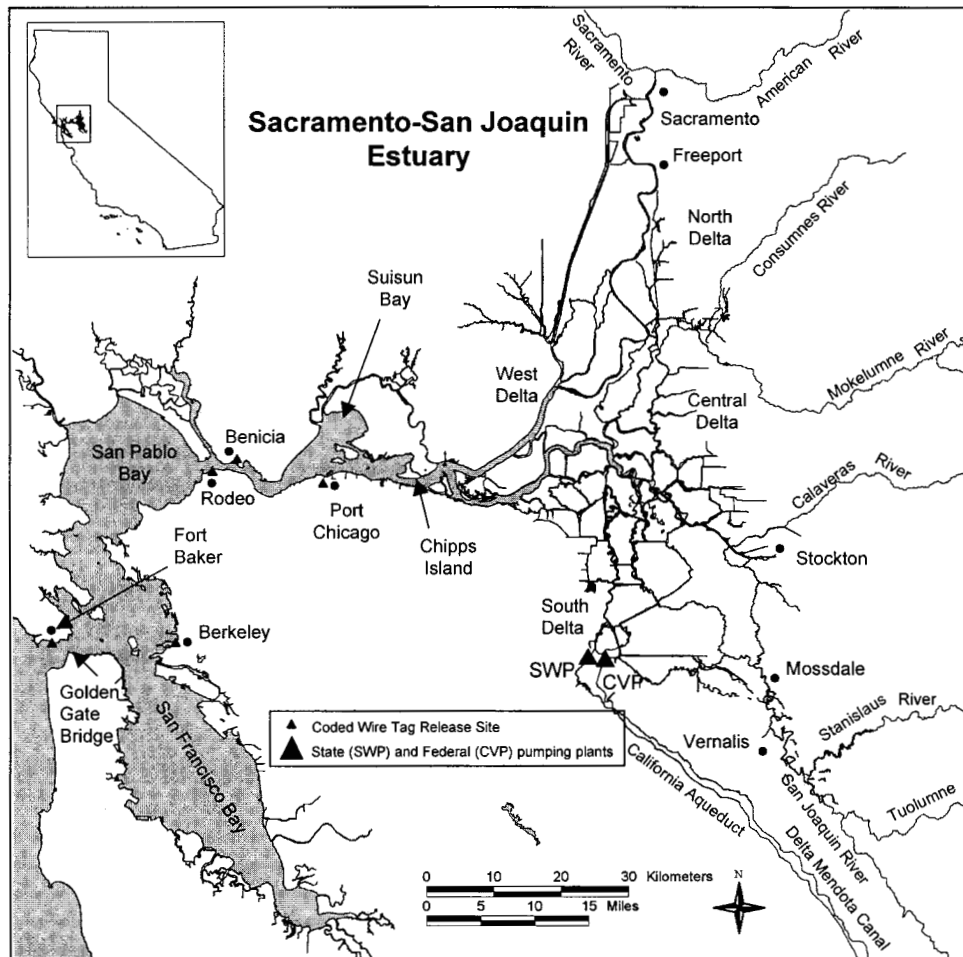 Sacramento
River
American River
Sacramento-San Joaquin
Estuary
Sacramento
Freeport
North
Delta
Consumnes River
Suisun
Bay
West
Delta
Mokelumne River
Central
Delta
Benicia
San Pablo
Bay
Rodeo
Calaveras River
Port
Chicago
Fort
Baker
Chipps
Island
Stockton
South
Delta
Berkeley
SWP
CVP
Mossdale
Golden
Gate
Bridge
San Francisco Bay
Stanislaus River
Coded Wire Tag Release Site
State (SWP) and Federal (CVP) pumping plants
Vernalis
California Aqueduct
San Joaquin River
Tuolumne
Delta Mendota Canal
0 10 20 30 Kilometers
0 5 10 15 Miles
N